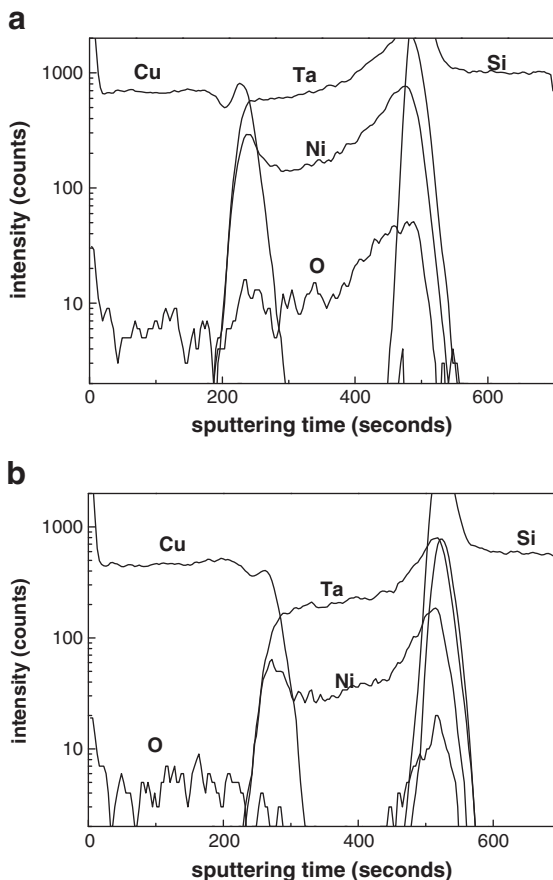 a
1000
100
10
Cu
Ta
Si
Ni
O
0
200
400
600
intensity (counts)
sputtering time (seconds)
b
1000
100
10
Cu
Ta
Si
Ni
O
0
200
400
600
intensity (counts)
sputtering time (seconds)